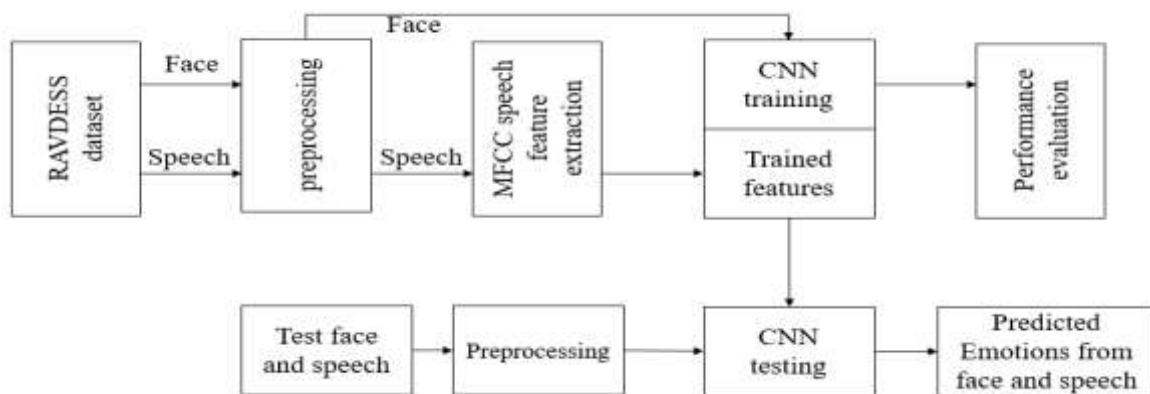 Face
RAVDESS
dataset
Face
Speech
preprocessing
Speech
MFCC speech
feature
extraction
CNN
training
Trained
features
Performance
evaluation
Test face
and speech
Preprocessing
CNN
testing
Predicted
Emotions from
face and speech